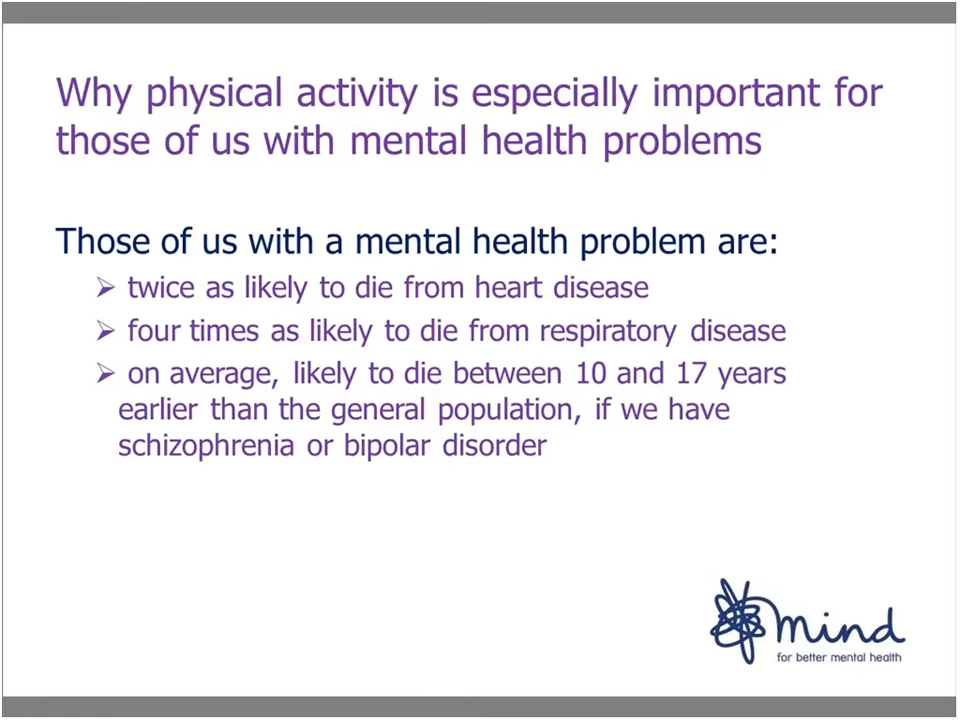 Why physical activity is especially important for
those of us with mental health problems
Those of us with a mental health problem are:
➢ twice as likely to die from heart disease
➢ four times as likely to die from respiratory disease
➢ on average, likely to die between 10 and 17 years
earlier than the general population, if we have
schizophrenia or bipolar disorder
mind
for better mental health